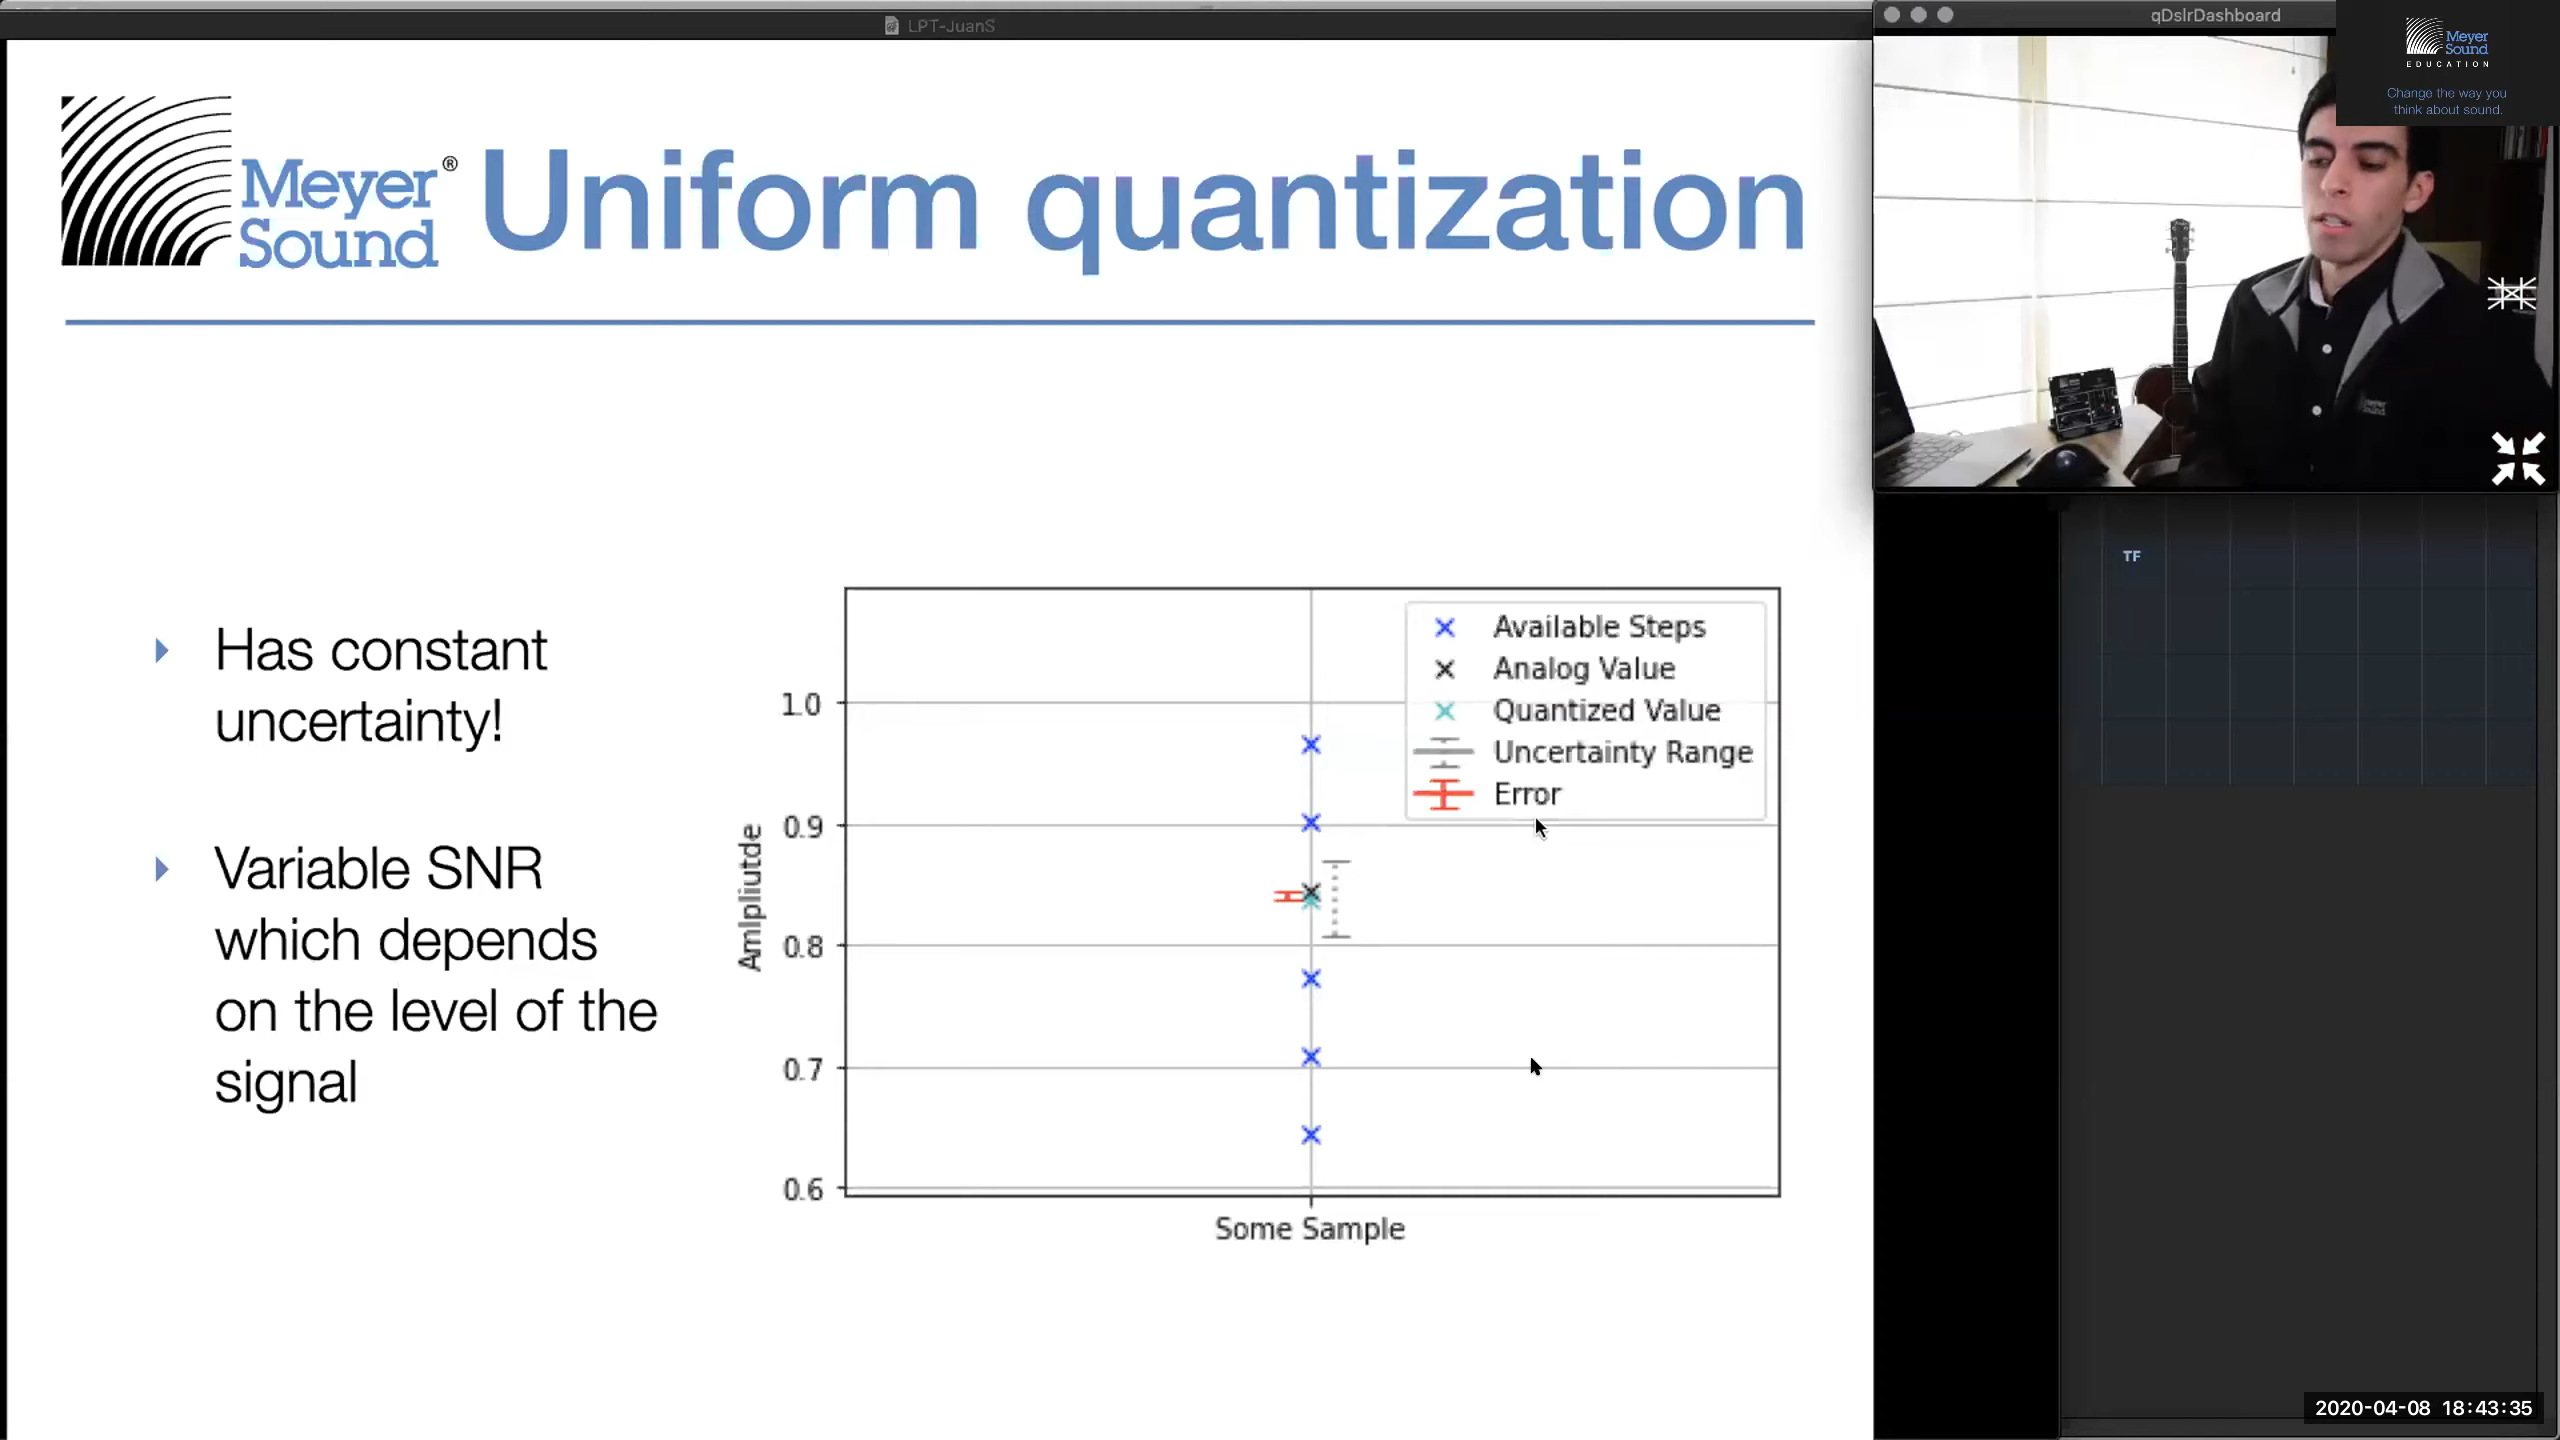 LPT-JuanS
qDslrDashboard
Meyer
Sound
EDUCATION
Change the way you
think about sound.
Meyer®
Sound
Uniform quantization
Has constant
uncertainty!
Variable SNR
which depends
on the level of the
signal
Available Steps
Analog Value
Quantized Value
Uncertainty Range
Error
1.0
0.9
0.8
0.7
0.6
Amlpliutde
Some Sample
TF
2020-04-08 18:43:35